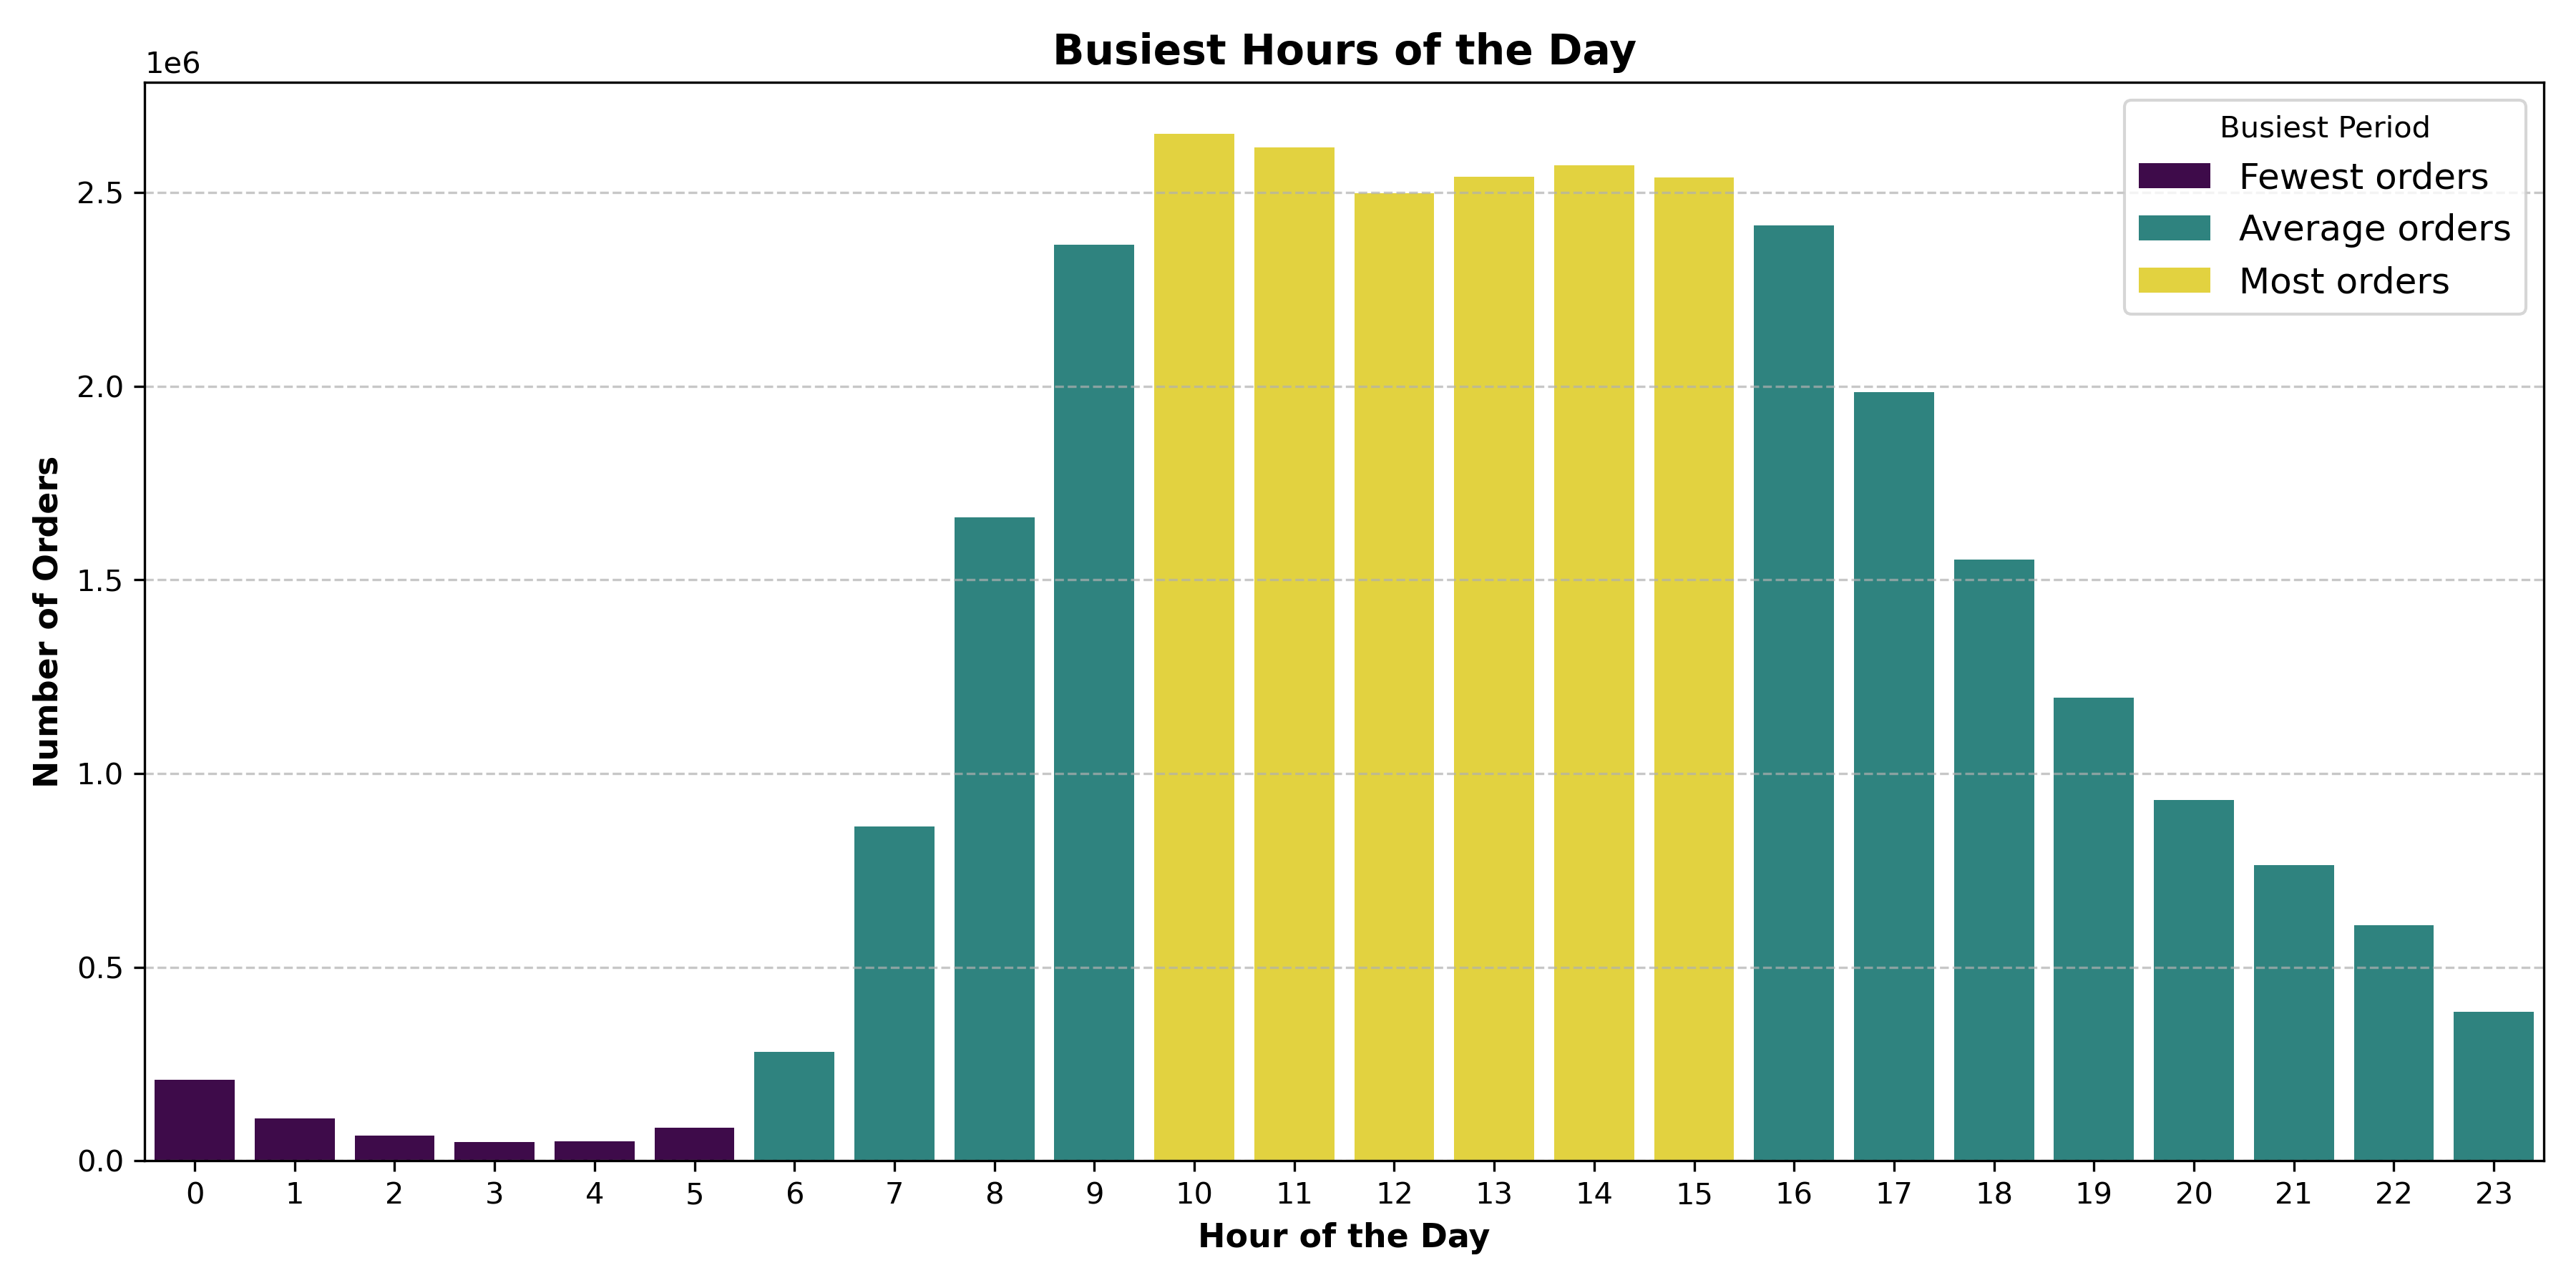 Busiest Hours of the Day
1e6
Busiest Period
Fewest orders
Average orders
Most orders
Number of Orders
2.5
2.0
1.5
1.0
0.5
0.0
0 1 2 3 4 5 6 7 8 9 10 11 12 13 14 15 16 17 18 19 20 21 22 23
Hour of the Day